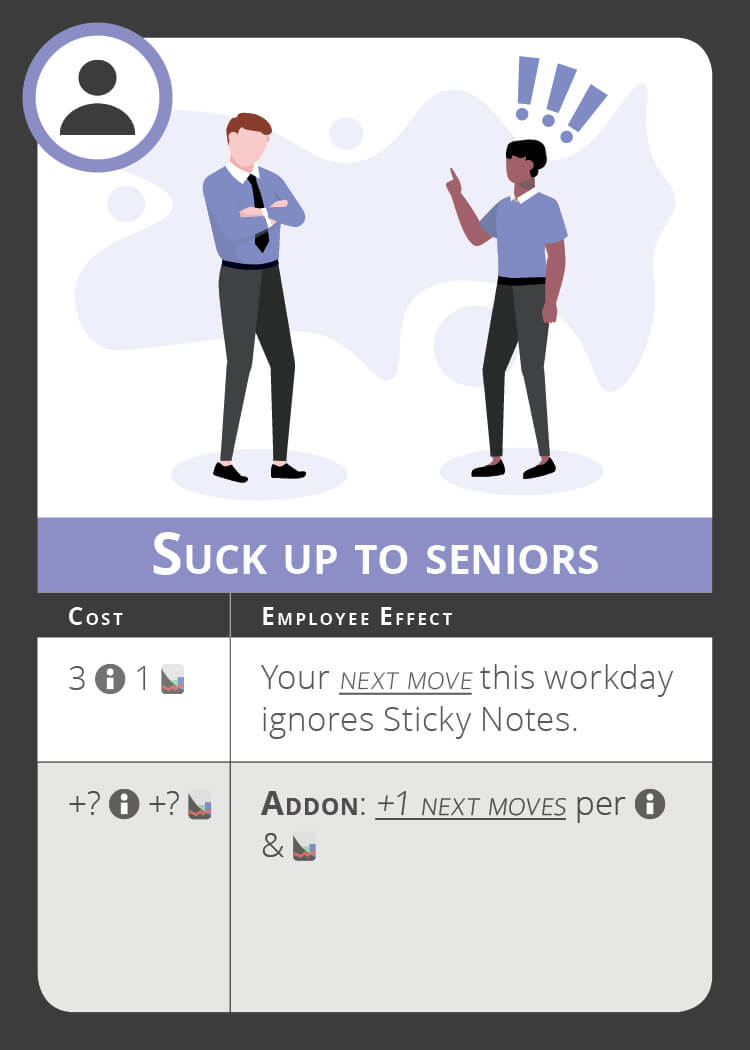 !!!
Suck up to seniors
Cost
Employee Effect
3 i 1
Your next move this workday
ignores Sticky Notes.
+? i +?
Addon: +1 next moves per i
&